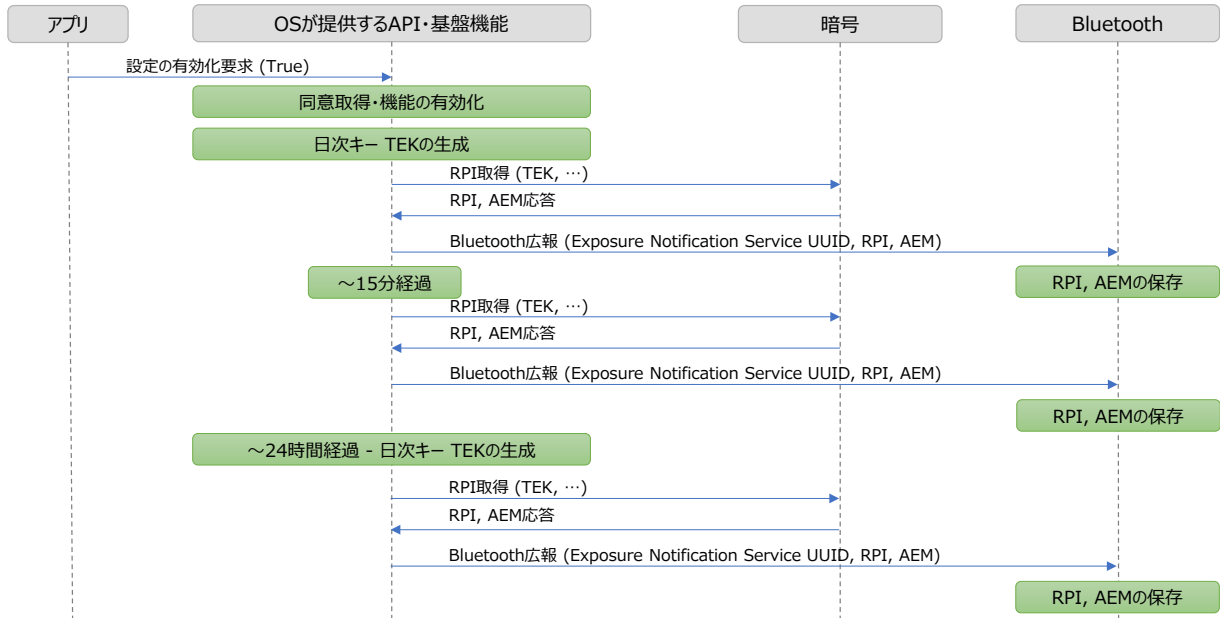 アプリ
OSが提供するAPI・基盤機能
暗号
Bluetooth
設定の有効化要求 (True)
同意取得・機能の有効化
日次キー TEKの生成
RPI取得 (TEK, …)
RPI, AEM応答
Bluetooth広報 (Exposure Notification Service UUID, RPI, AEM)
～15分経過
RPI, AEMの保存
RPI取得 (TEK, …)
RPI, AEM応答
Bluetooth広報 (Exposure Notification Service UUID, RPI, AEM)
RPI, AEMの保存
～24時間経過 - 日次キー TEKの生成
RPI取得 (TEK, …)
RPI, AEM応答
Bluetooth広報 (Exposure Notification Service UUID, RPI, AEM)
RPI, AEMの保存